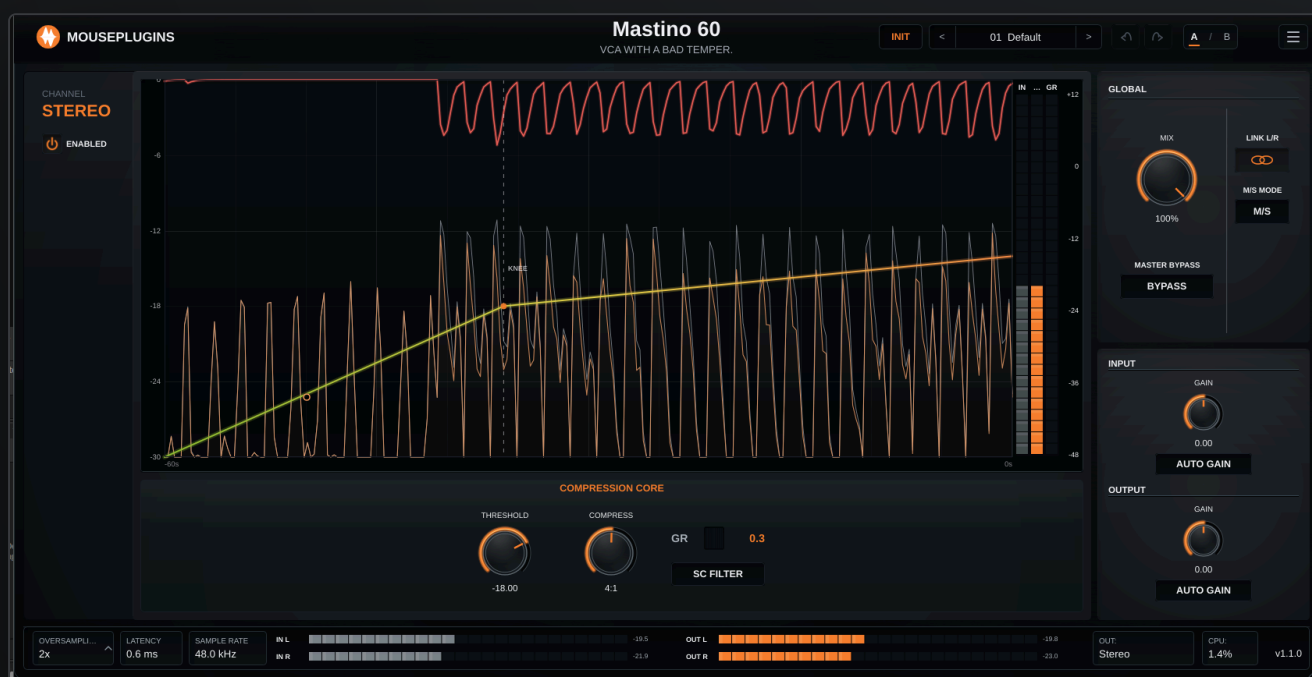 MOUSEPLUGINS
Mastino 60
VCA WITH A BAD TEMPER.
INIT
<
01 Default
>
A / B
CHANNEL
STEREO
ENABLED
0
-6
-12
-18
-24
-30
-60s
0s
KNEE
IN ... GR
+12
0
-12
-24
-36
-48
COMPRESSION CORE
THRESHOLD
-18.00
COMPRESS
4:1
GR
0.3
SC FILTER
GLOBAL
MIX
100%
LINK L/R
M/S MODE
M/S
MASTER BYPASS
BYPASS
INPUT
GAIN
0.00
AUTO GAIN
OUTPUT
GAIN
0.00
AUTO GAIN
OVERSAMPLI...
2x
LATENCY
0.6 ms
SAMPLE RATE
48.0 kHz
IN L
-19.5
IN R
-21.9
OUT L
-19.8
OUT R
-23.0
OUT:
Stereo
CPU:
1.4%
v1.1.0